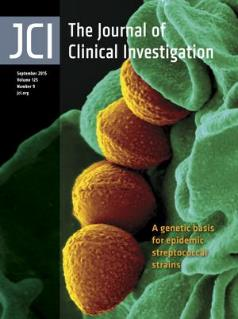 JCI
The Journal of
Clinical Investigation
September 2015
Volume 125
Number 9
jci.org
A genetic basis
for epidemic
streptococcal
strains